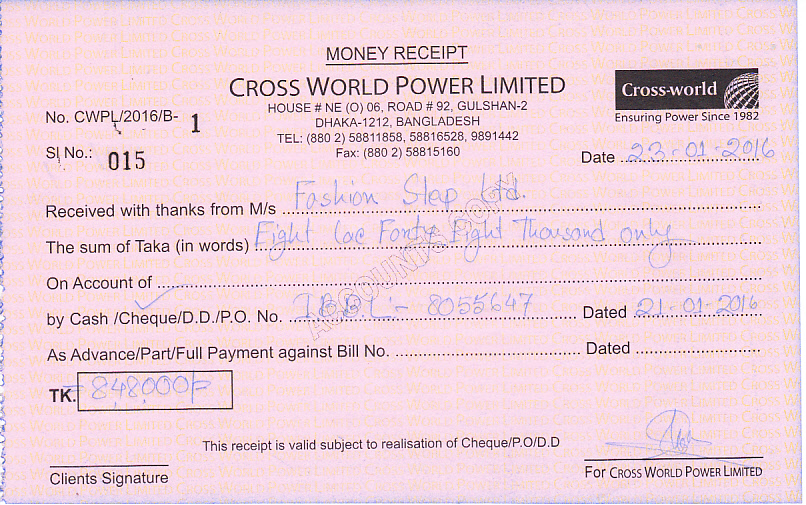 MONEY RECEIPT
CROSS WORLD POWER LIMITED
HOUSE # NE (O) 06, ROAD # 92, GULSHAN-2
DHAKA-1212, BANGLADESH
TEL: (880 2) 58811858, 58816528, 9891442
Fax: (880 2) 58815160
Cross-world
Ensuring Power Since 1982
No. CWPL/2016/B- 1
Sl No.: 015
Date 23-01-2016
Received with thanks from M/s Fashion Step Ltd.
The sum of Taka (in words) Eight Lac Forty Eight Thousand only
On Account of
by Cash /Cheque/D.D./P.O. No. IBBL:- 8055647 Dated 21-01-2016
As Advance/Part/Full Payment against Bill No. Dated
TK. =848,000/=
ACCOUNTS COPY
This receipt is valid subject to realisation of Cheque/P.O/D.D
Clients Signature
For CROSS WORLD POWER LIMITED